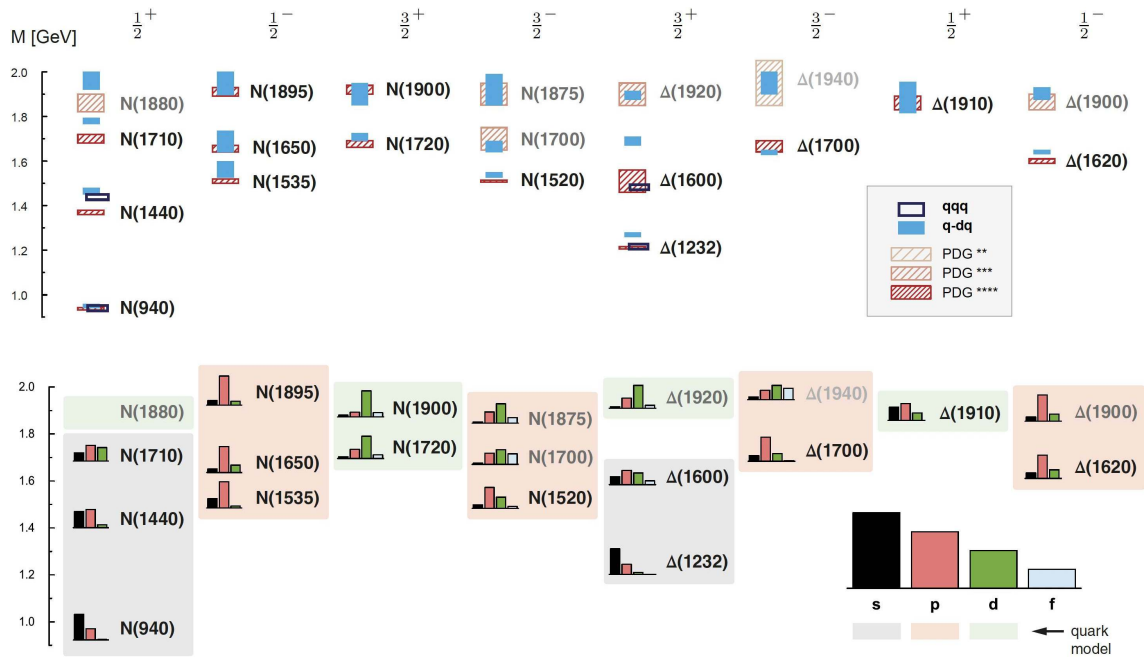 1/2+ 1/2− 3/2+ 3/2− 3/2+ 3/2− 1/2+ 1/2−
M [GeV]
2.0
N(1880) N(1895) N(1900) N(1875) Δ(1920) Δ(1940) Δ(1910) Δ(1900)
1.8
N(1710) N(1650) N(1720) N(1700) Δ(1700) Δ(1620)
1.6
N(1535) N(1520) Δ(1600)
1.4
N(1440)
1.2
Δ(1232)
1.0
N(940)
qqq
q-dq
PDG **
PDG ***
PDG ****
2.0
N(1880) N(1895) N(1900) N(1875) Δ(1920) Δ(1940) Δ(1910) Δ(1900)
1.8
N(1710) N(1650) N(1720) N(1700) Δ(1700) Δ(1620)
1.6
N(1535) N(1520) Δ(1600)
N(1440)
1.4
Δ(1232)
1.2
1.0
N(940)
s p d f
quark
model